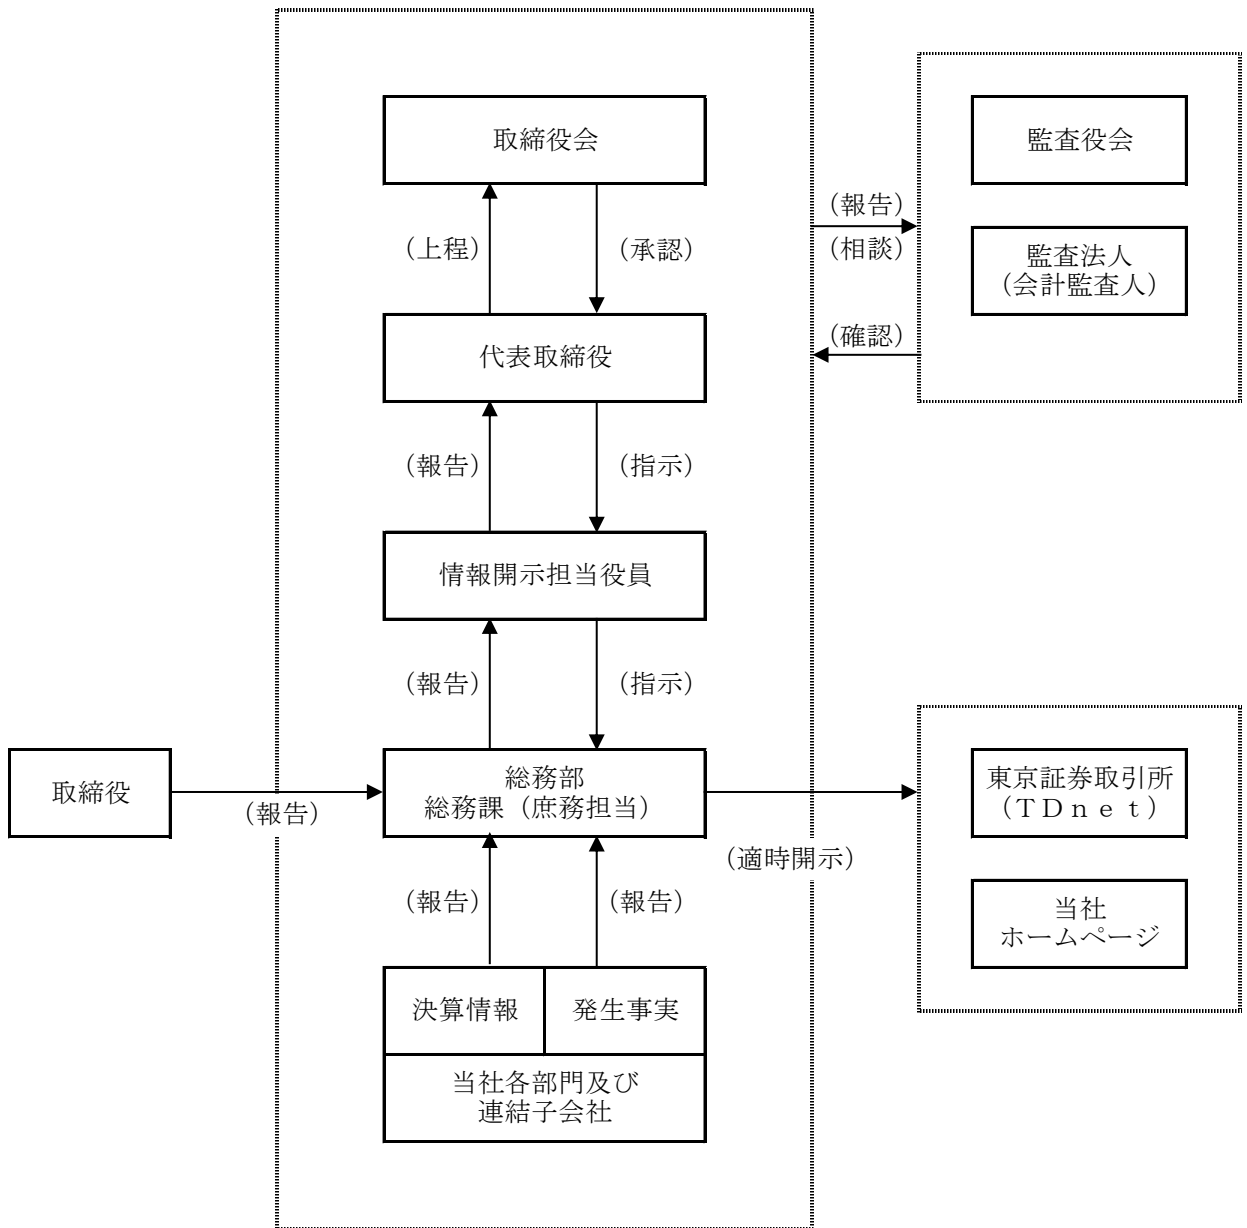 取締役会
監査役会
(報告)
(上程)
(承認)
(相談)
監査法人
(会計監査人)
(確認)
代表取締役
(報告)
(指示)
情報開示担当役員
(報告)
(指示)
取締役
(報告)
総務部
総務課(庶務担当)
東京証券取引所
(TDnet)
(適時開示)
(報告)
(報告)
当社
ホームページ
決算情報
発生事実
当社各部門及び
連結子会社